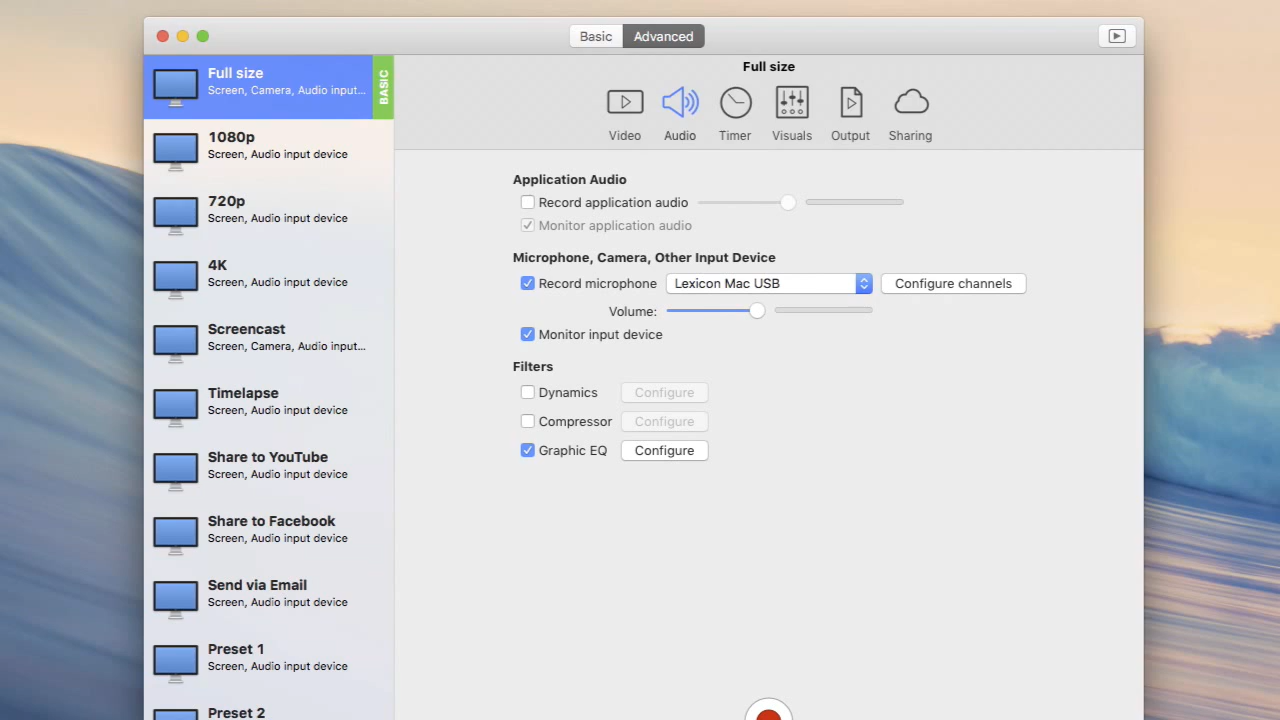 Basic Advanced
Full size
Screen, Camera, Audio input...
BASIC
1080p
Screen, Audio input device
720p
Screen, Audio input device
4K
Screen, Audio input device
Screencast
Screen, Camera, Audio input...
Timelapse
Screen, Audio input device
Share to YouTube
Screen, Audio input device
Share to Facebook
Screen, Audio input device
Send via Email
Screen, Audio input device
Preset 1
Screen, Audio input device
Preset 2
Full size
Video Audio Timer Visuals Output Sharing
Application Audio
Record application audio
Monitor application audio
Microphone, Camera, Other Input Device
Record microphone Lexicon Mac USB Configure channels
Volume:
Monitor input device
Filters
Dynamics Configure
Compressor Configure
Graphic EQ Configure